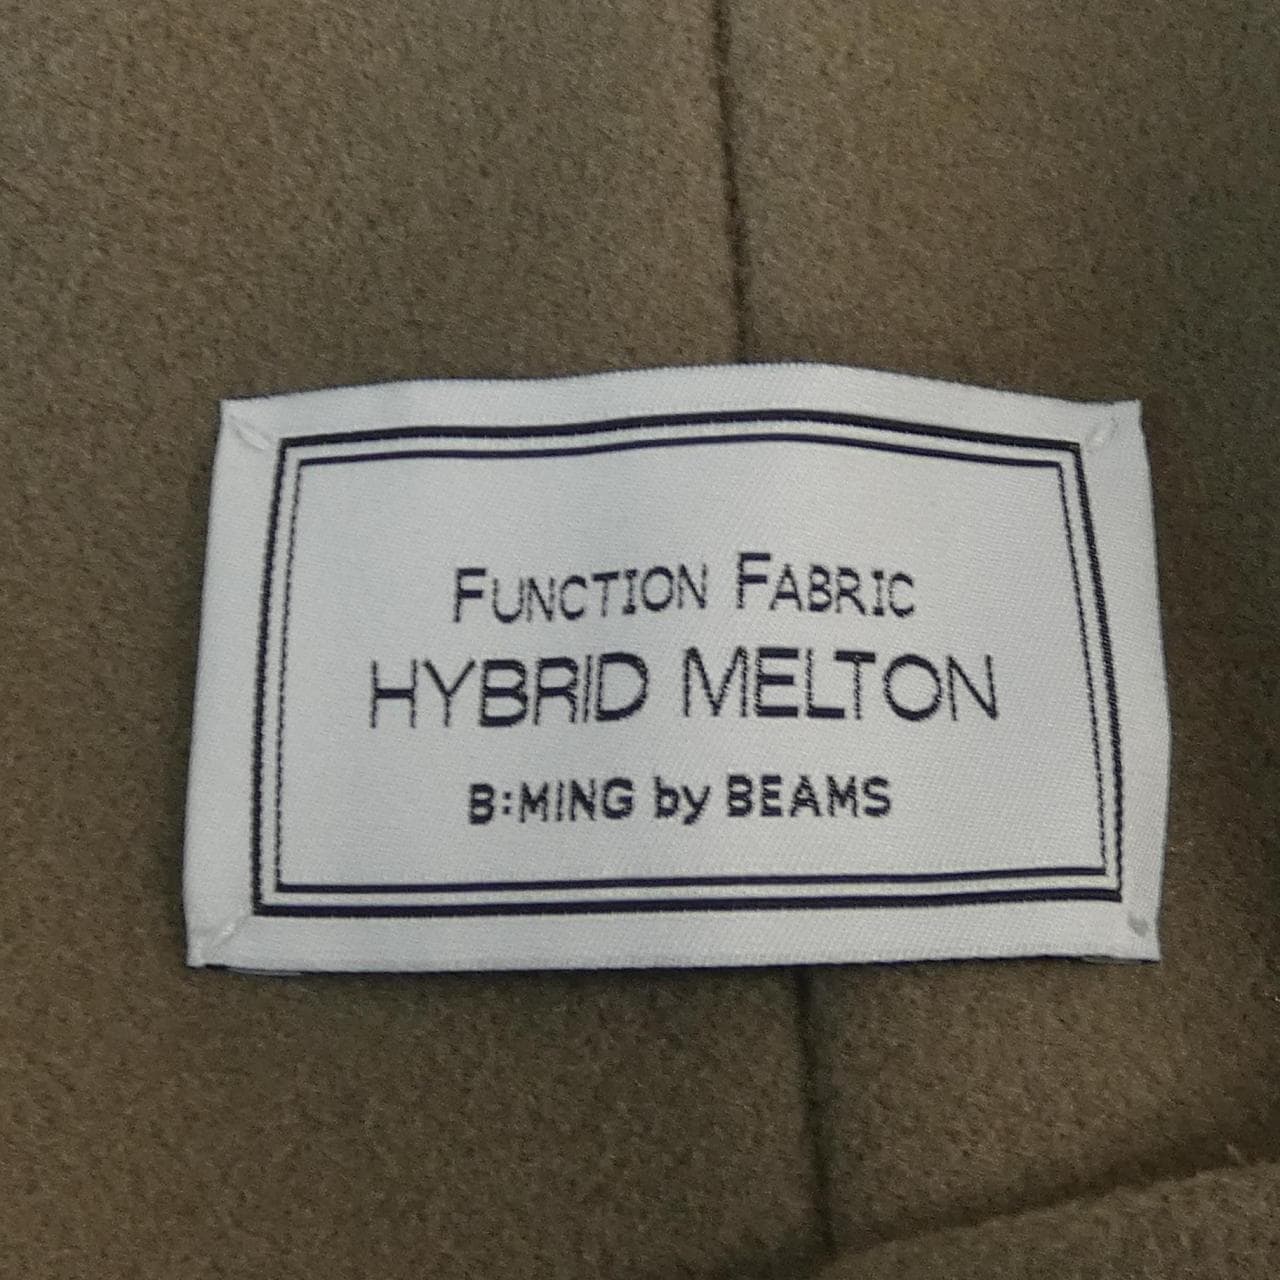 FUNCTION FABRIC
HYBRID MELTON
B:MING by BEAMS